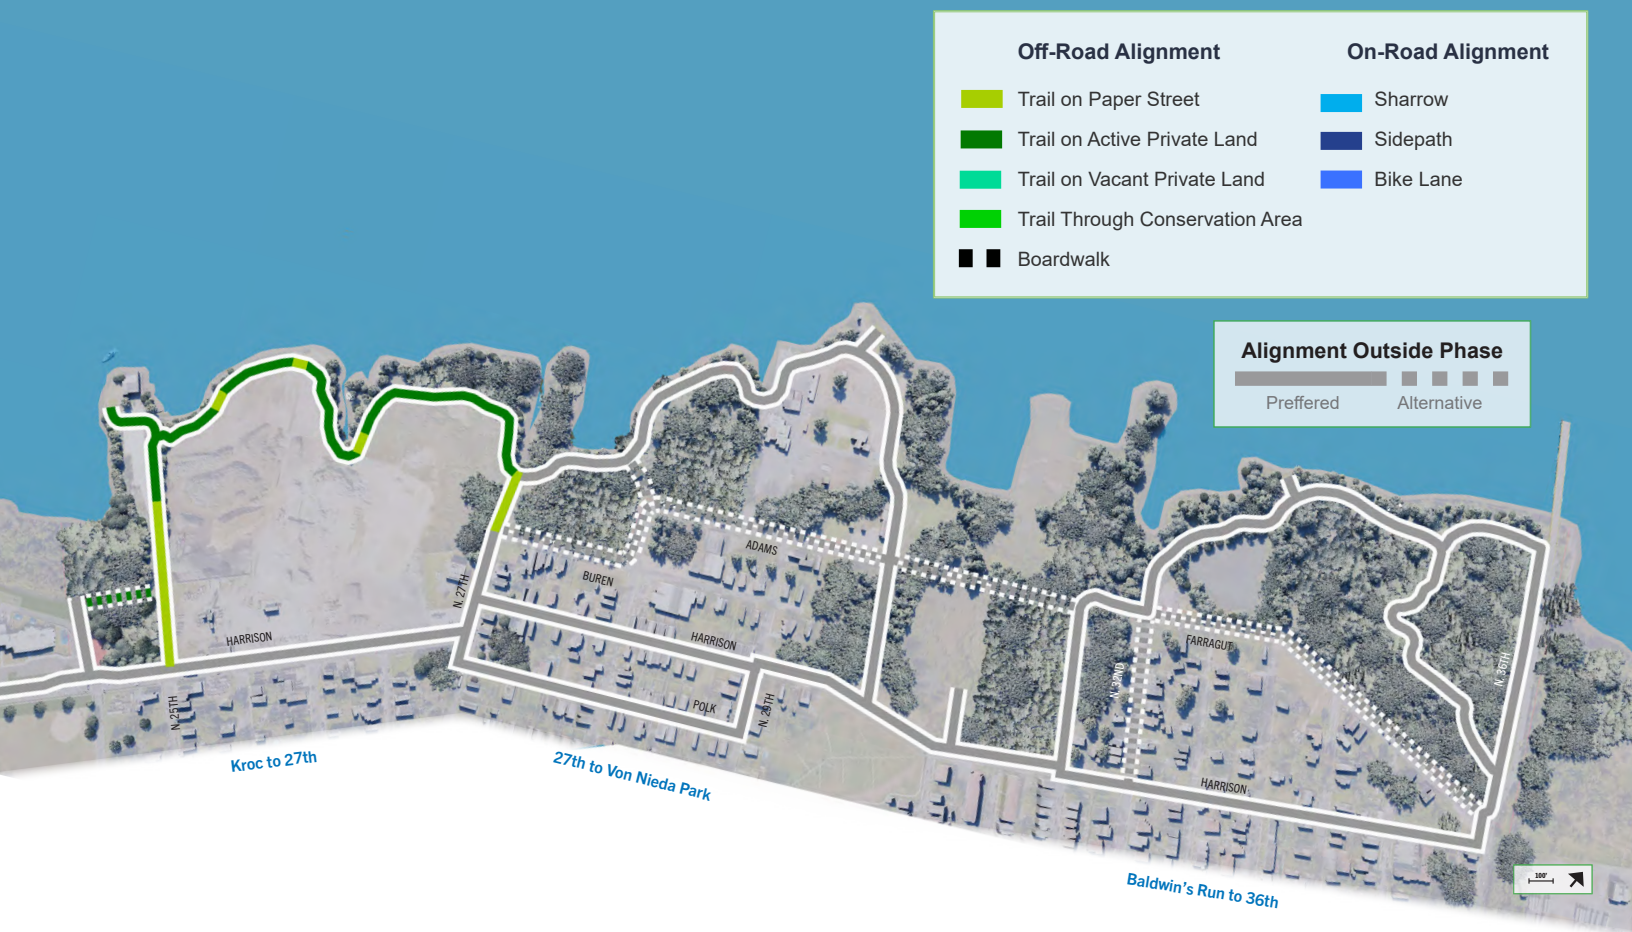 Off-Road Alignment
On-Road Alignment
Trail on Paper Street
Sharrow
Trail on Active Private Land
Sidepath
Trail on Vacant Private Land
Bike Lane
Trail Through Conservation Area
Boardwalk
Alignment Outside Phase
Preffered
Alternative
ADAMS
BUREN
N. 27TH
HARRISON
HARRISON
FARRAGUT
N. 32ND
N. 36TH
N. 25TH
POLK
N. 29TH
HARRISON
Kroc to 27th
27th to Von Nieda Park
Baldwin's Run to 36th
100'